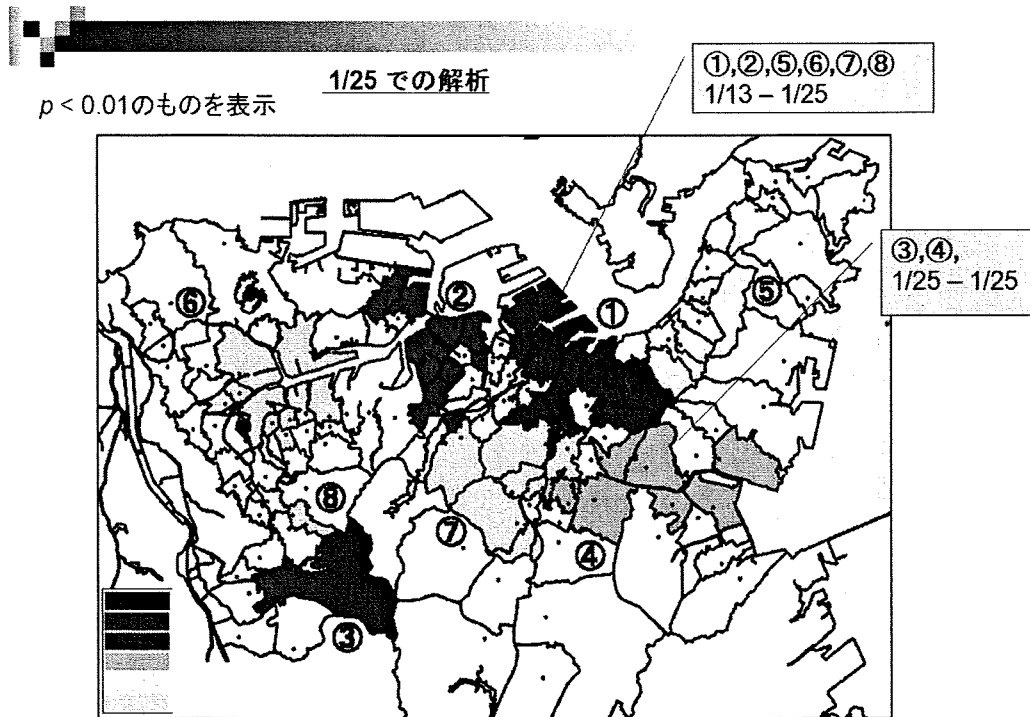 1/25 での解析
p < 0.01のものを表示
①,②,⑤,⑥,⑦,⑧
1/13 – 1/25
③,④,
1/25 – 1/25
①
②
⑤
⑥
⑧
⑦
④
③